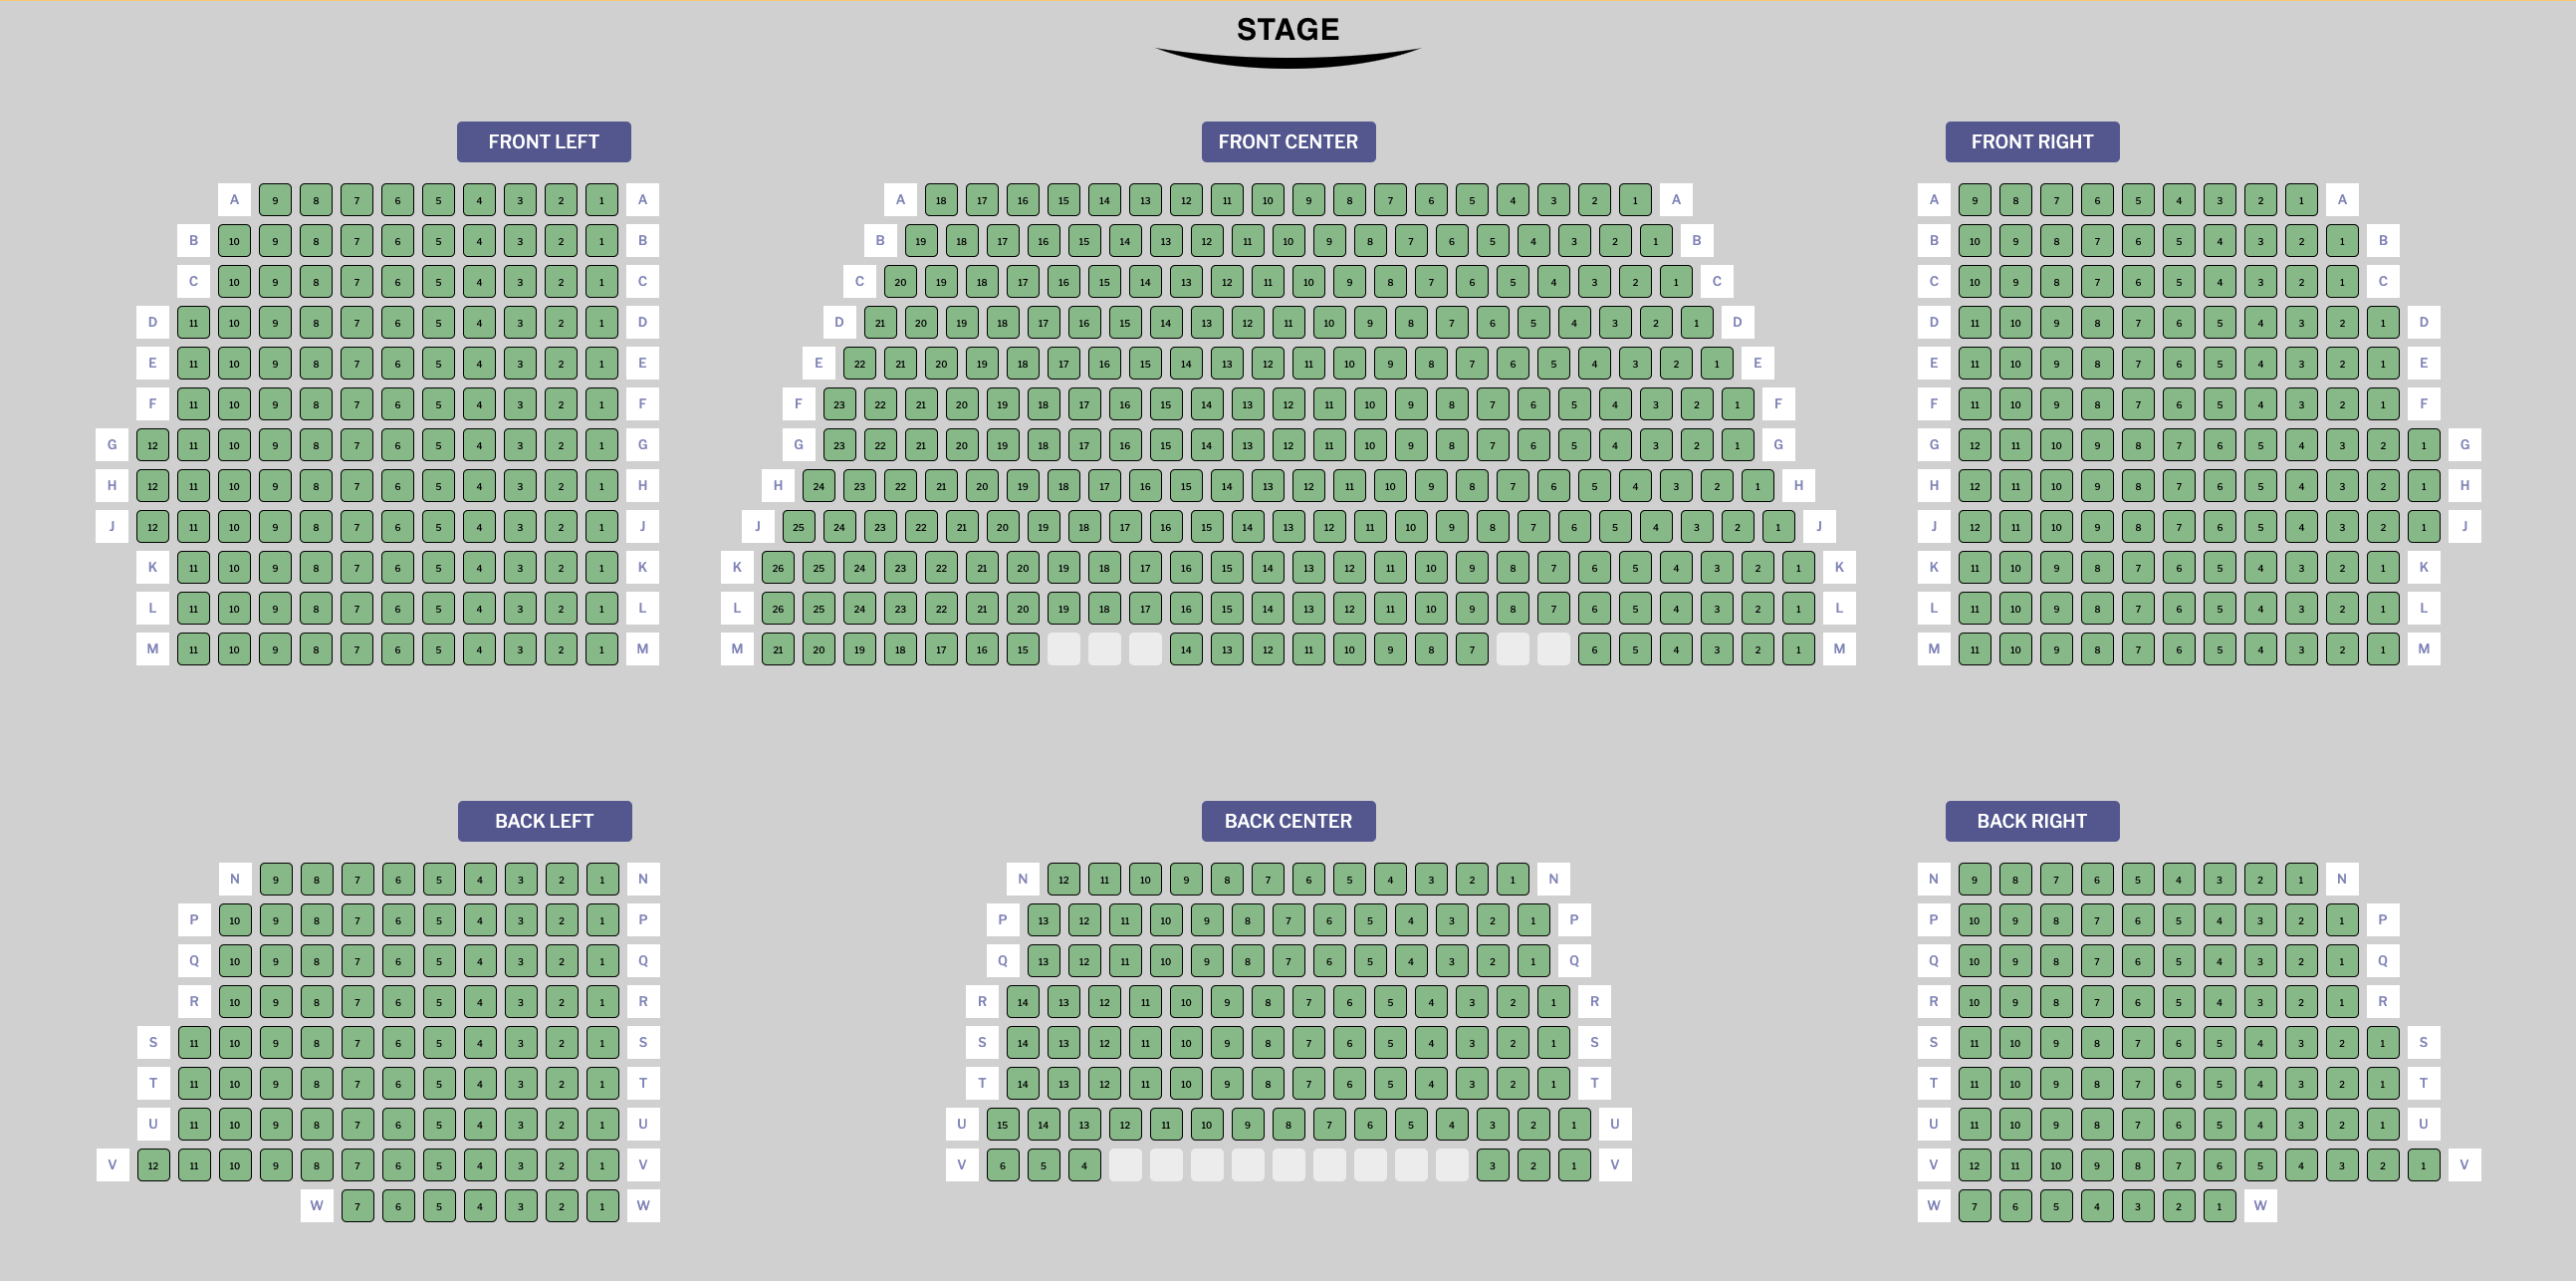 STAGE
FRONT LEFT FRONT CENTER FRONT RIGHT
A 9 8 7 6 5 4 3 2 1 A A 18 17 16 15 14 13 12 11 10 9 8 7 6 5 4 3 2 1 A A 9 8 7 6 5 4 3 2 1 A
B 10 9 8 7 6 5 4 3 2 1 B B 19 18 17 16 15 14 13 12 11 10 9 8 7 6 5 4 3 2 1 B B 10 9 8 7 6 5 4 3 2 1 B
C 10 9 8 7 6 5 4 3 2 1 C C 20 19 18 17 16 15 14 13 12 11 10 9 8 7 6 5 4 3 2 1 C C 10 9 8 7 6 5 4 3 2 1 C
D 11 10 9 8 7 6 5 4 3 2 1 D D 21 20 19 18 17 16 15 14 13 12 11 10 9 8 7 6 5 4 3 2 1 D D 11 10 9 8 7 6 5 4 3 2 1 D
E 11 10 9 8 7 6 5 4 3 2 1 E E 22 21 20 19 18 17 16 15 14 13 12 11 10 9 8 7 6 5 4 3 2 1 E E 11 10 9 8 7 6 5 4 3 2 1 E
F 11 10 9 8 7 6 5 4 3 2 1 F F 23 22 21 20 19 18 17 16 15 14 13 12 11 10 9 8 7 6 5 4 3 2 1 F F 11 10 9 8 7 6 5 4 3 2 1 F
G 12 11 10 9 8 7 6 5 4 3 2 1 G G 23 22 21 20 19 18 17 16 15 14 13 12 11 10 9 8 7 6 5 4 3 2 1 G G 12 11 10 9 8 7 6 5 4 3 2 1 G
H 12 11 10 9 8 7 6 5 4 3 2 1 H H 24 23 22 21 20 19 18 17 16 15 14 13 12 11 10 9 8 7 6 5 4 3 2 1 H H 12 11 10 9 8 7 6 5 4 3 2 1 H
J 12 11 10 9 8 7 6 5 4 3 2 1 J J 25 24 23 22 21 20 19 18 17 16 15 14 13 12 11 10 9 8 7 6 5 4 3 2 1 J J 12 11 10 9 8 7 6 5 4 3 2 1 J
K 11 10 9 8 7 6 5 4 3 2 1 K K 26 25 24 23 22 21 20 19 18 17 16 15 14 13 12 11 10 9 8 7 6 5 4 3 2 1 K K 11 10 9 8 7 6 5 4 3 2 1 K
L 11 10 9 8 7 6 5 4 3 2 1 L L 26 25 24 23 22 21 20 19 18 17 16 15 14 13 12 11 10 9 8 7 6 5 4 3 2 1 L L 11 10 9 8 7 6 5 4 3 2 1 L
M 11 10 9 8 7 6 5 4 3 2 1 M M 21 20 19 18 17 16 15 14 13 12 11 10 9 8 7 6 5 4 3 2 1 M M 11 10 9 8 7 6 5 4 3 2 1 M
BACK LEFT BACK CENTER BACK RIGHT
N 9 8 7 6 5 4 3 2 1 N N 12 11 10 9 8 7 6 5 4 3 2 1 N N 9 8 7 6 5 4 3 2 1 N
P 10 9 8 7 6 5 4 3 2 1 P P 13 12 11 10 9 8 7 6 5 4 3 2 1 P P 10 9 8 7 6 5 4 3 2 1 P
Q 10 9 8 7 6 5 4 3 2 1 Q Q 13 12 11 10 9 8 7 6 5 4 3 2 1 Q Q 10 9 8 7 6 5 4 3 2 1 Q
R 10 9 8 7 6 5 4 3 2 1 R R 14 13 12 11 10 9 8 7 6 5 4 3 2 1 R R 10 9 8 7 6 5 4 3 2 1 R
S 11 10 9 8 7 6 5 4 3 2 1 S S 14 13 12 11 10 9 8 7 6 5 4 3 2 1 S S 11 10 9 8 7 6 5 4 3 2 1 S
T 11 10 9 8 7 6 5 4 3 2 1 T T 14 13 12 11 10 9 8 7 6 5 4 3 2 1 T T 11 10 9 8 7 6 5 4 3 2 1 T
U 11 10 9 8 7 6 5 4 3 2 1 U U 15 14 13 12 11 10 9 8 7 6 5 4 3 2 1 U U 11 10 9 8 7 6 5 4 3 2 1 U
V 12 11 10 9 8 7 6 5 4 3 2 1 V V 6 5 4 3 2 1 V V 12 11 10 9 8 7 6 5 4 3 2 1 V
W 7 6 5 4 3 2 1 W W 7 6 5 4 3 2 1 W